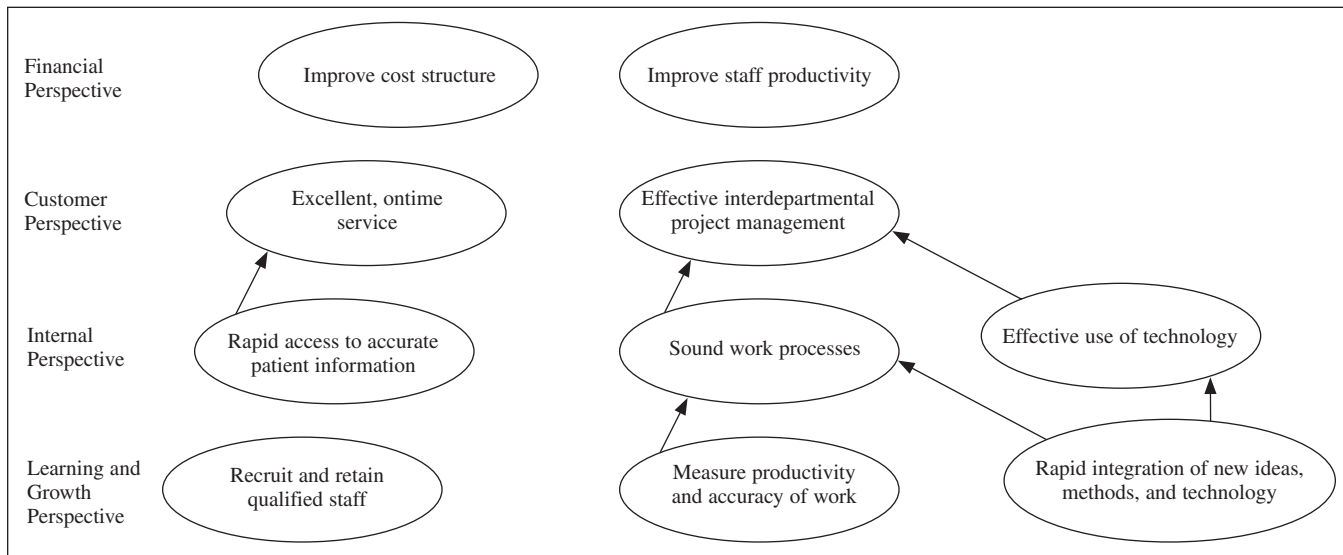 Financial
Perspective
Improve cost structure
Improve staff productivity
Customer
Perspective
Excellent, ontime
service
Effective interdepartmental
project management
Internal
Perspective
Rapid access to accurate
patient information
Sound work processes
Effective use of technology
Learning and
Growth
Perspective
Recruit and retain
qualified staff
Measure productivity
and accuracy of work
Rapid integration of new ideas,
methods, and technology